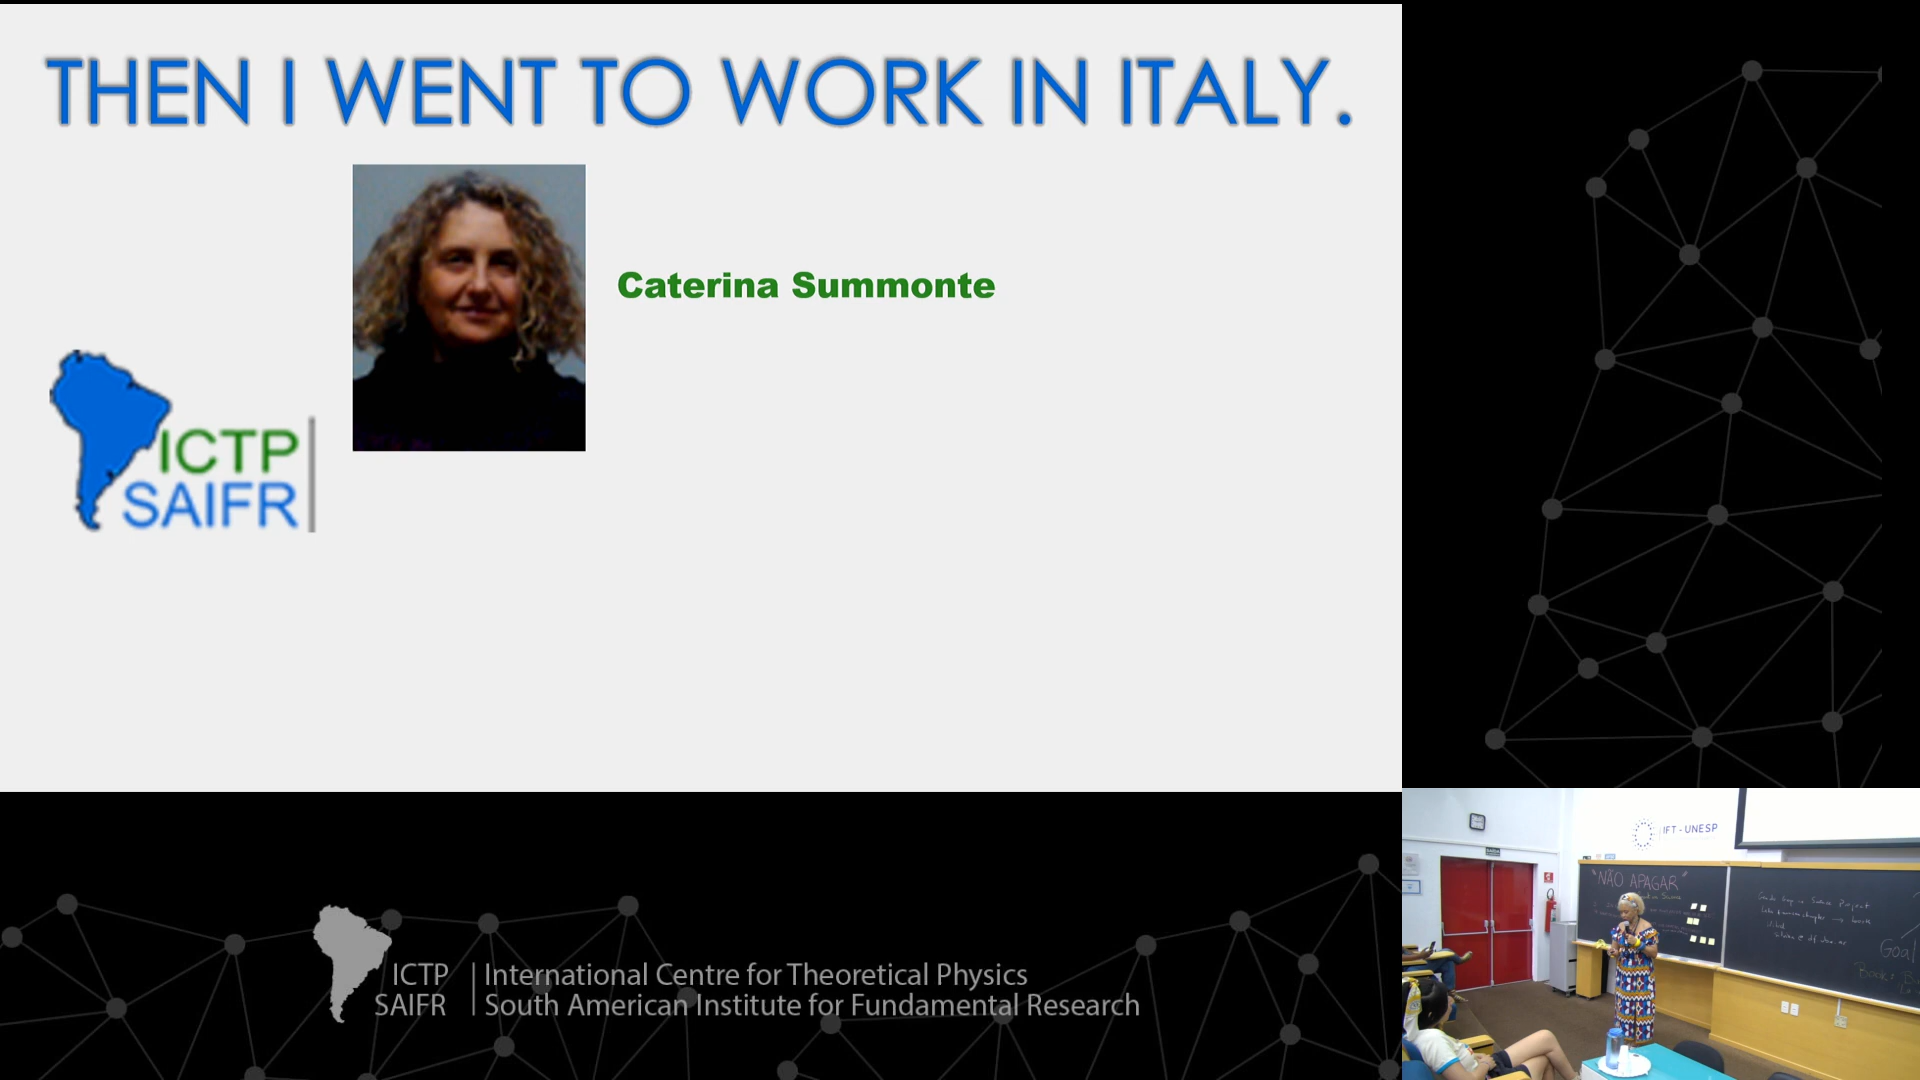 THEN I WENT TO WORK IN ITALY.
Caterina Summonte
ICTP
SAIFR
ICTP
SAIFR
International Centre for Theoretical Physics
South American Institute for Fundamental Research
IFT - UNESP
"NÃO APAGAR"
Goal